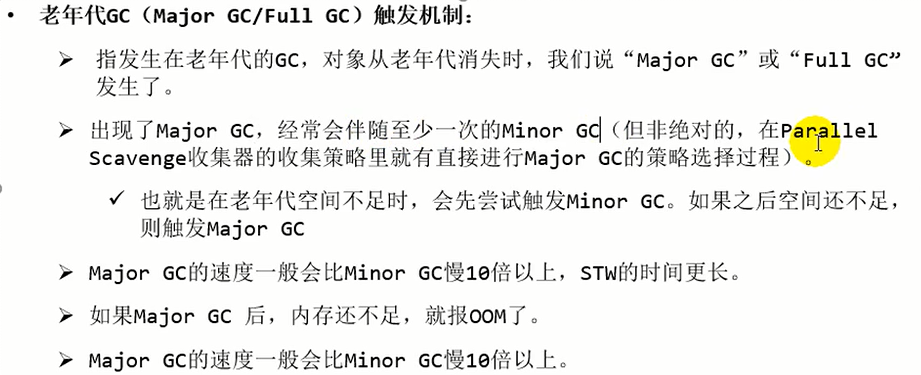 • 老年代GC（Major GC/Full GC）触发机制：
➢ 指发生在老年代的GC，对象从老年代消失时，我们说“Major GC”或“Full GC”
发生了。
➢ 出现了Major GC，经常会伴随至少一次的Minor GC（但非绝对的，在Parallel
Scavenge收集器的收集策略里就有直接进行Major GC的策略选择过程）。
✓ 也就是在老年代空间不足时，会先尝试触发Minor GC。如果之后空间还不足，
则触发Major GC
➢ Major GC的速度一般会比Minor GC慢10倍以上，STW的时间更长。
➢ 如果Major GC 后，内存还不足，就报OOM了。
➢ Major GC的速度一般会比Minor GC慢10倍以上。